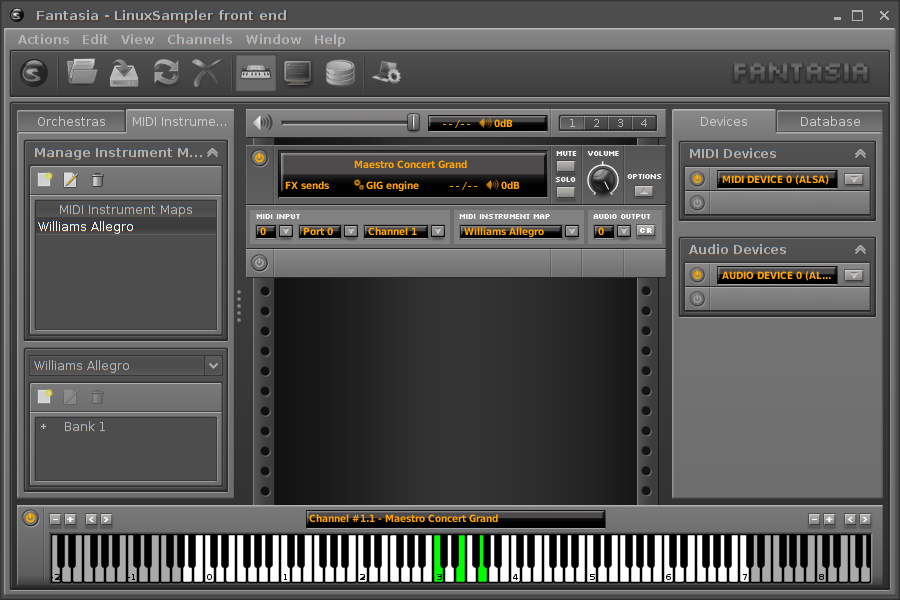 Fantasia - LinuxSampler front end
Actions Edit View Channels Window Help
FANTASIA
Orchestras MIDI Instrume...
Manage Instrument M...
MIDI Instrument Maps
Williams Allegro
Williams Allegro
+ Bank 1
--/-- 0dB 1 2 3 4
Maestro Concert Grand
FX sends GIG engine --/-- 0dB
MUTE
SOLO
VOLUME
OPTIONS
MIDI INPUT MIDI INSTRUMENT MAP AUDIO OUTPUT
0 Port 0 Channel 1 Williams Allegro 0 CR
Devices Database
MIDI Devices
MIDI DEVICE 0 (ALSA)
Audio Devices
AUDIO DEVICE 0 (AL...
- + < > Channel #1.1 - Maestro Concert Grand - + < >
-2 -1 0 1 2 3 4 5 6 7 8